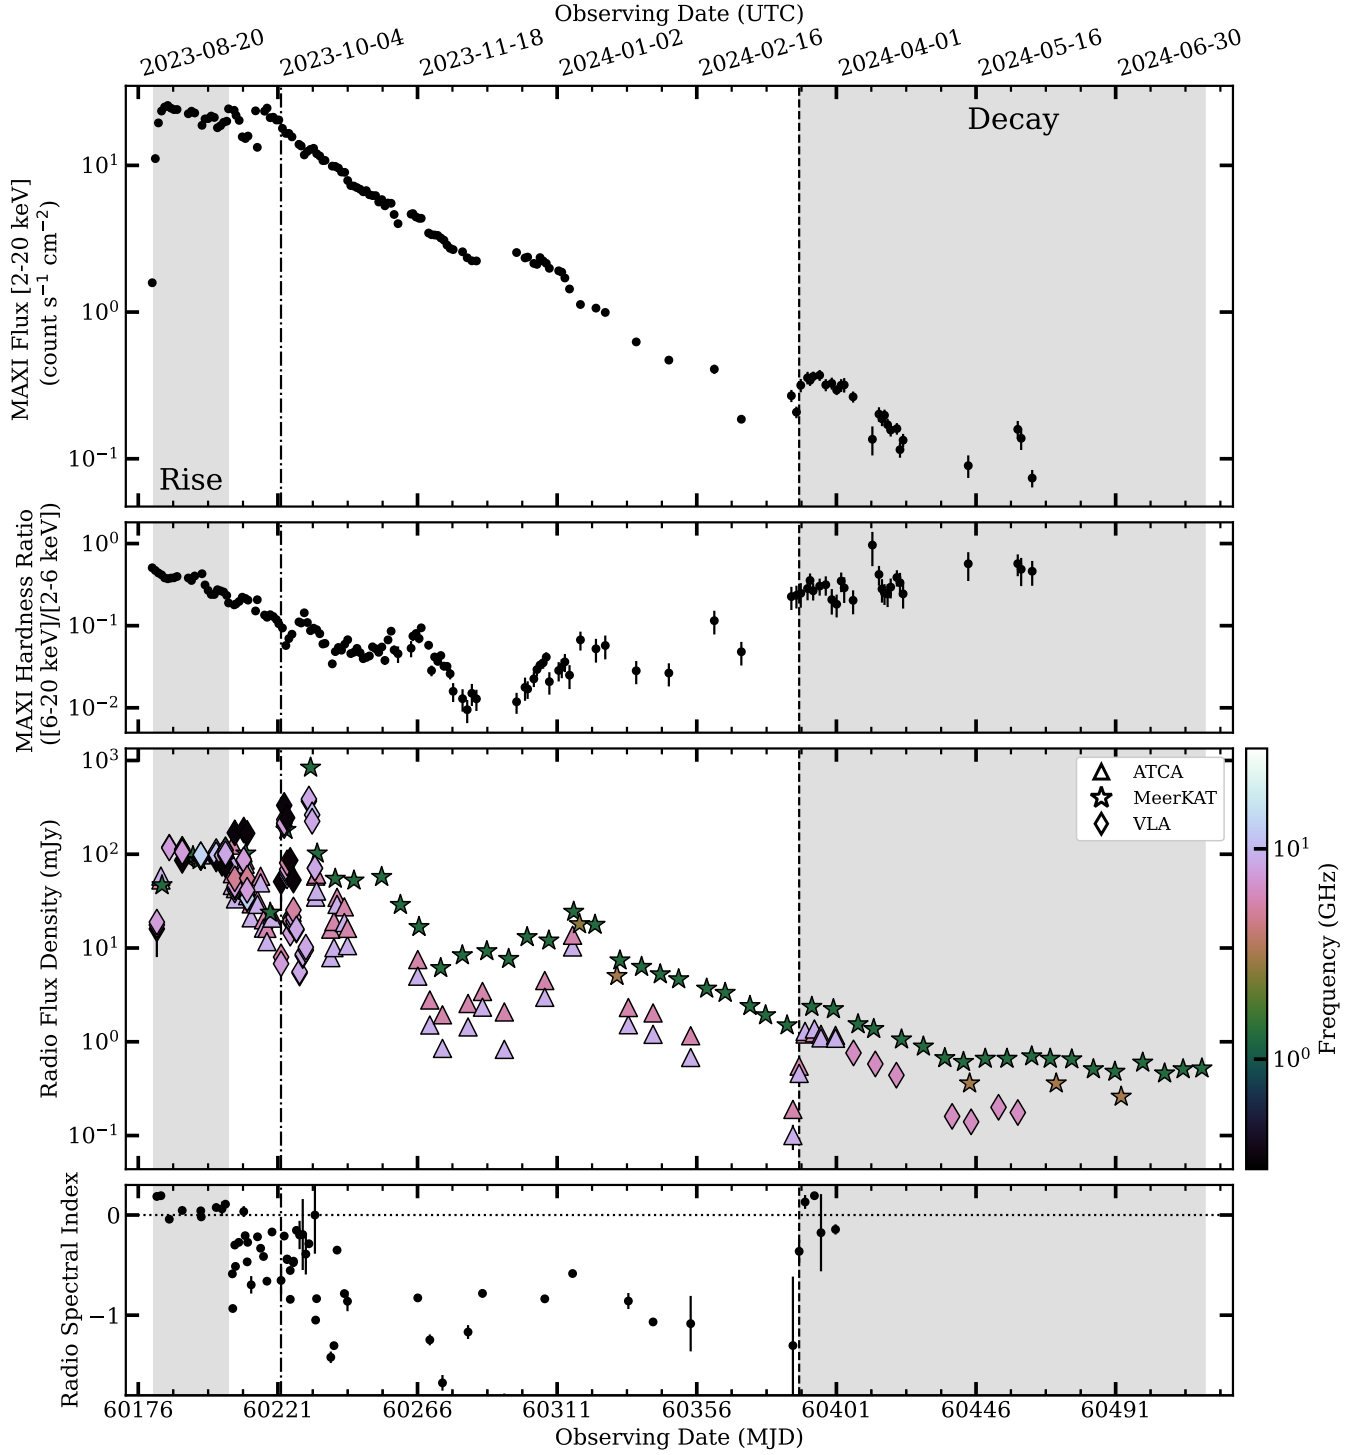 Observing Date (UTC)
2023-08-20 2023-10-04 2023-11-18 2024-01-02 2024-02-16 2024-04-01 2024-05-16 2024-06-30
MAXI Flux [2-20 keV]
(count s⁻¹ cm⁻²)
10¹
10⁰
10⁻¹
Rise
Decay
MAXI Hardness Ratio
([6-20 keV]/[2-6 keV])
10⁰
10⁻¹
10⁻²
Radio Flux Density (mJy)
10³
10²
10¹
10⁰
10⁻¹
ATCA
MeerKAT
VLA
10¹
10⁰
Frequency (GHz)
Radio Spectral Index
0
−1
60176 60221 60266 60311 60356 60401 60446 60491
Observing Date (MJD)